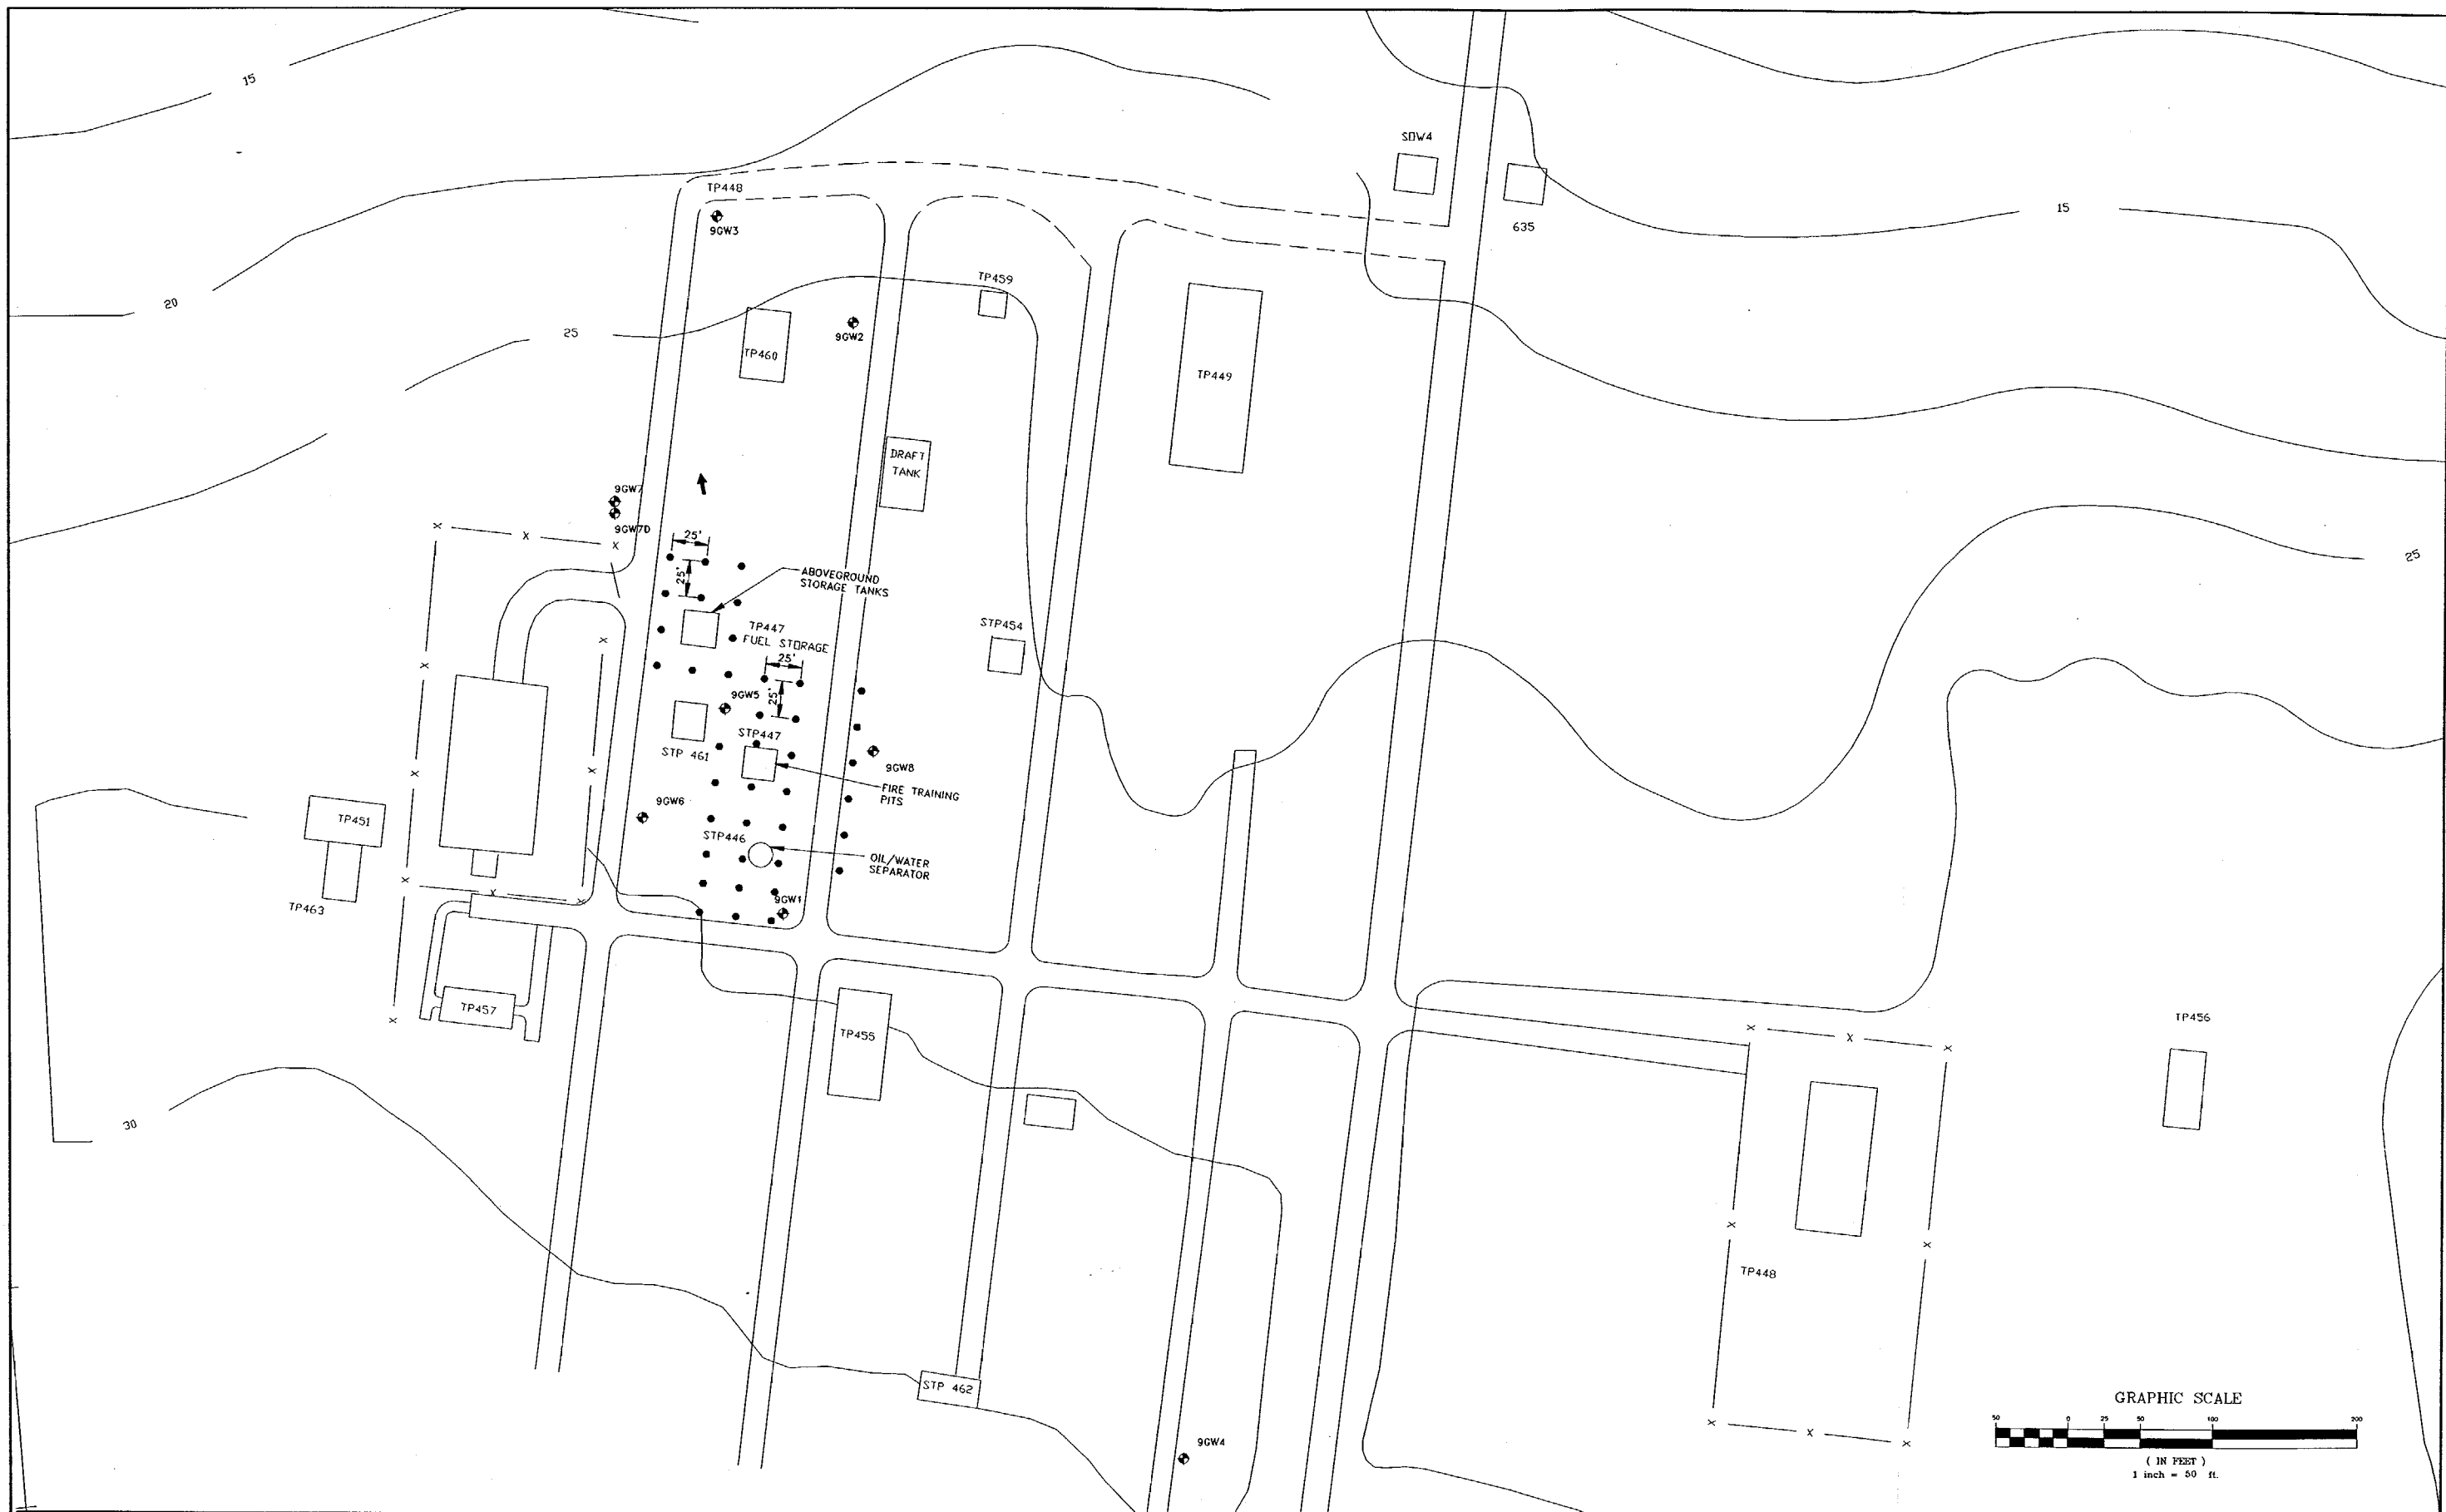 15
SOW4
TP448
9GW3
15
635
TP459
20
25
9GW2
TP460
TP449
DRAFT
TANK
9GW7
9GW7D
25
25'
25'
ABOVEGROUND
STORAGE TANKS
TP447
FUEL STORAGE
STP454
25'
25'
9GW5
STP447
STP 461
9GW8
FIRE TRAINING
PITS
9GW6
TP451
STP446
OIL/WATER
SEPARATOR
9GW1
TP463
TP457
TP455
TP456
30
TP448
STP 462
9GW4
GRAPHIC SCALE
50 0 25 50 100 200
( IN FEET )
1 inch = 50 ft.